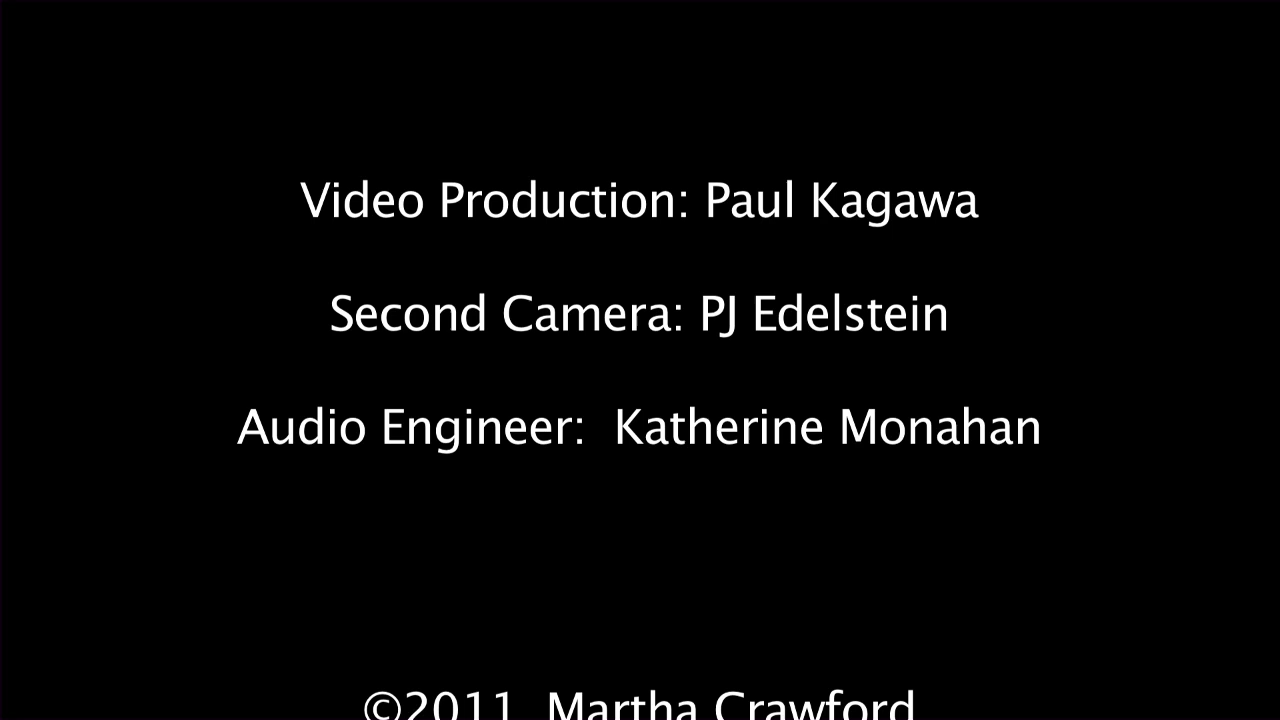 Video Production: Paul Kagawa
Second Camera: PJ Edelstein
Audio Engineer:  Katherine Monahan
©2011  Martha Crawford